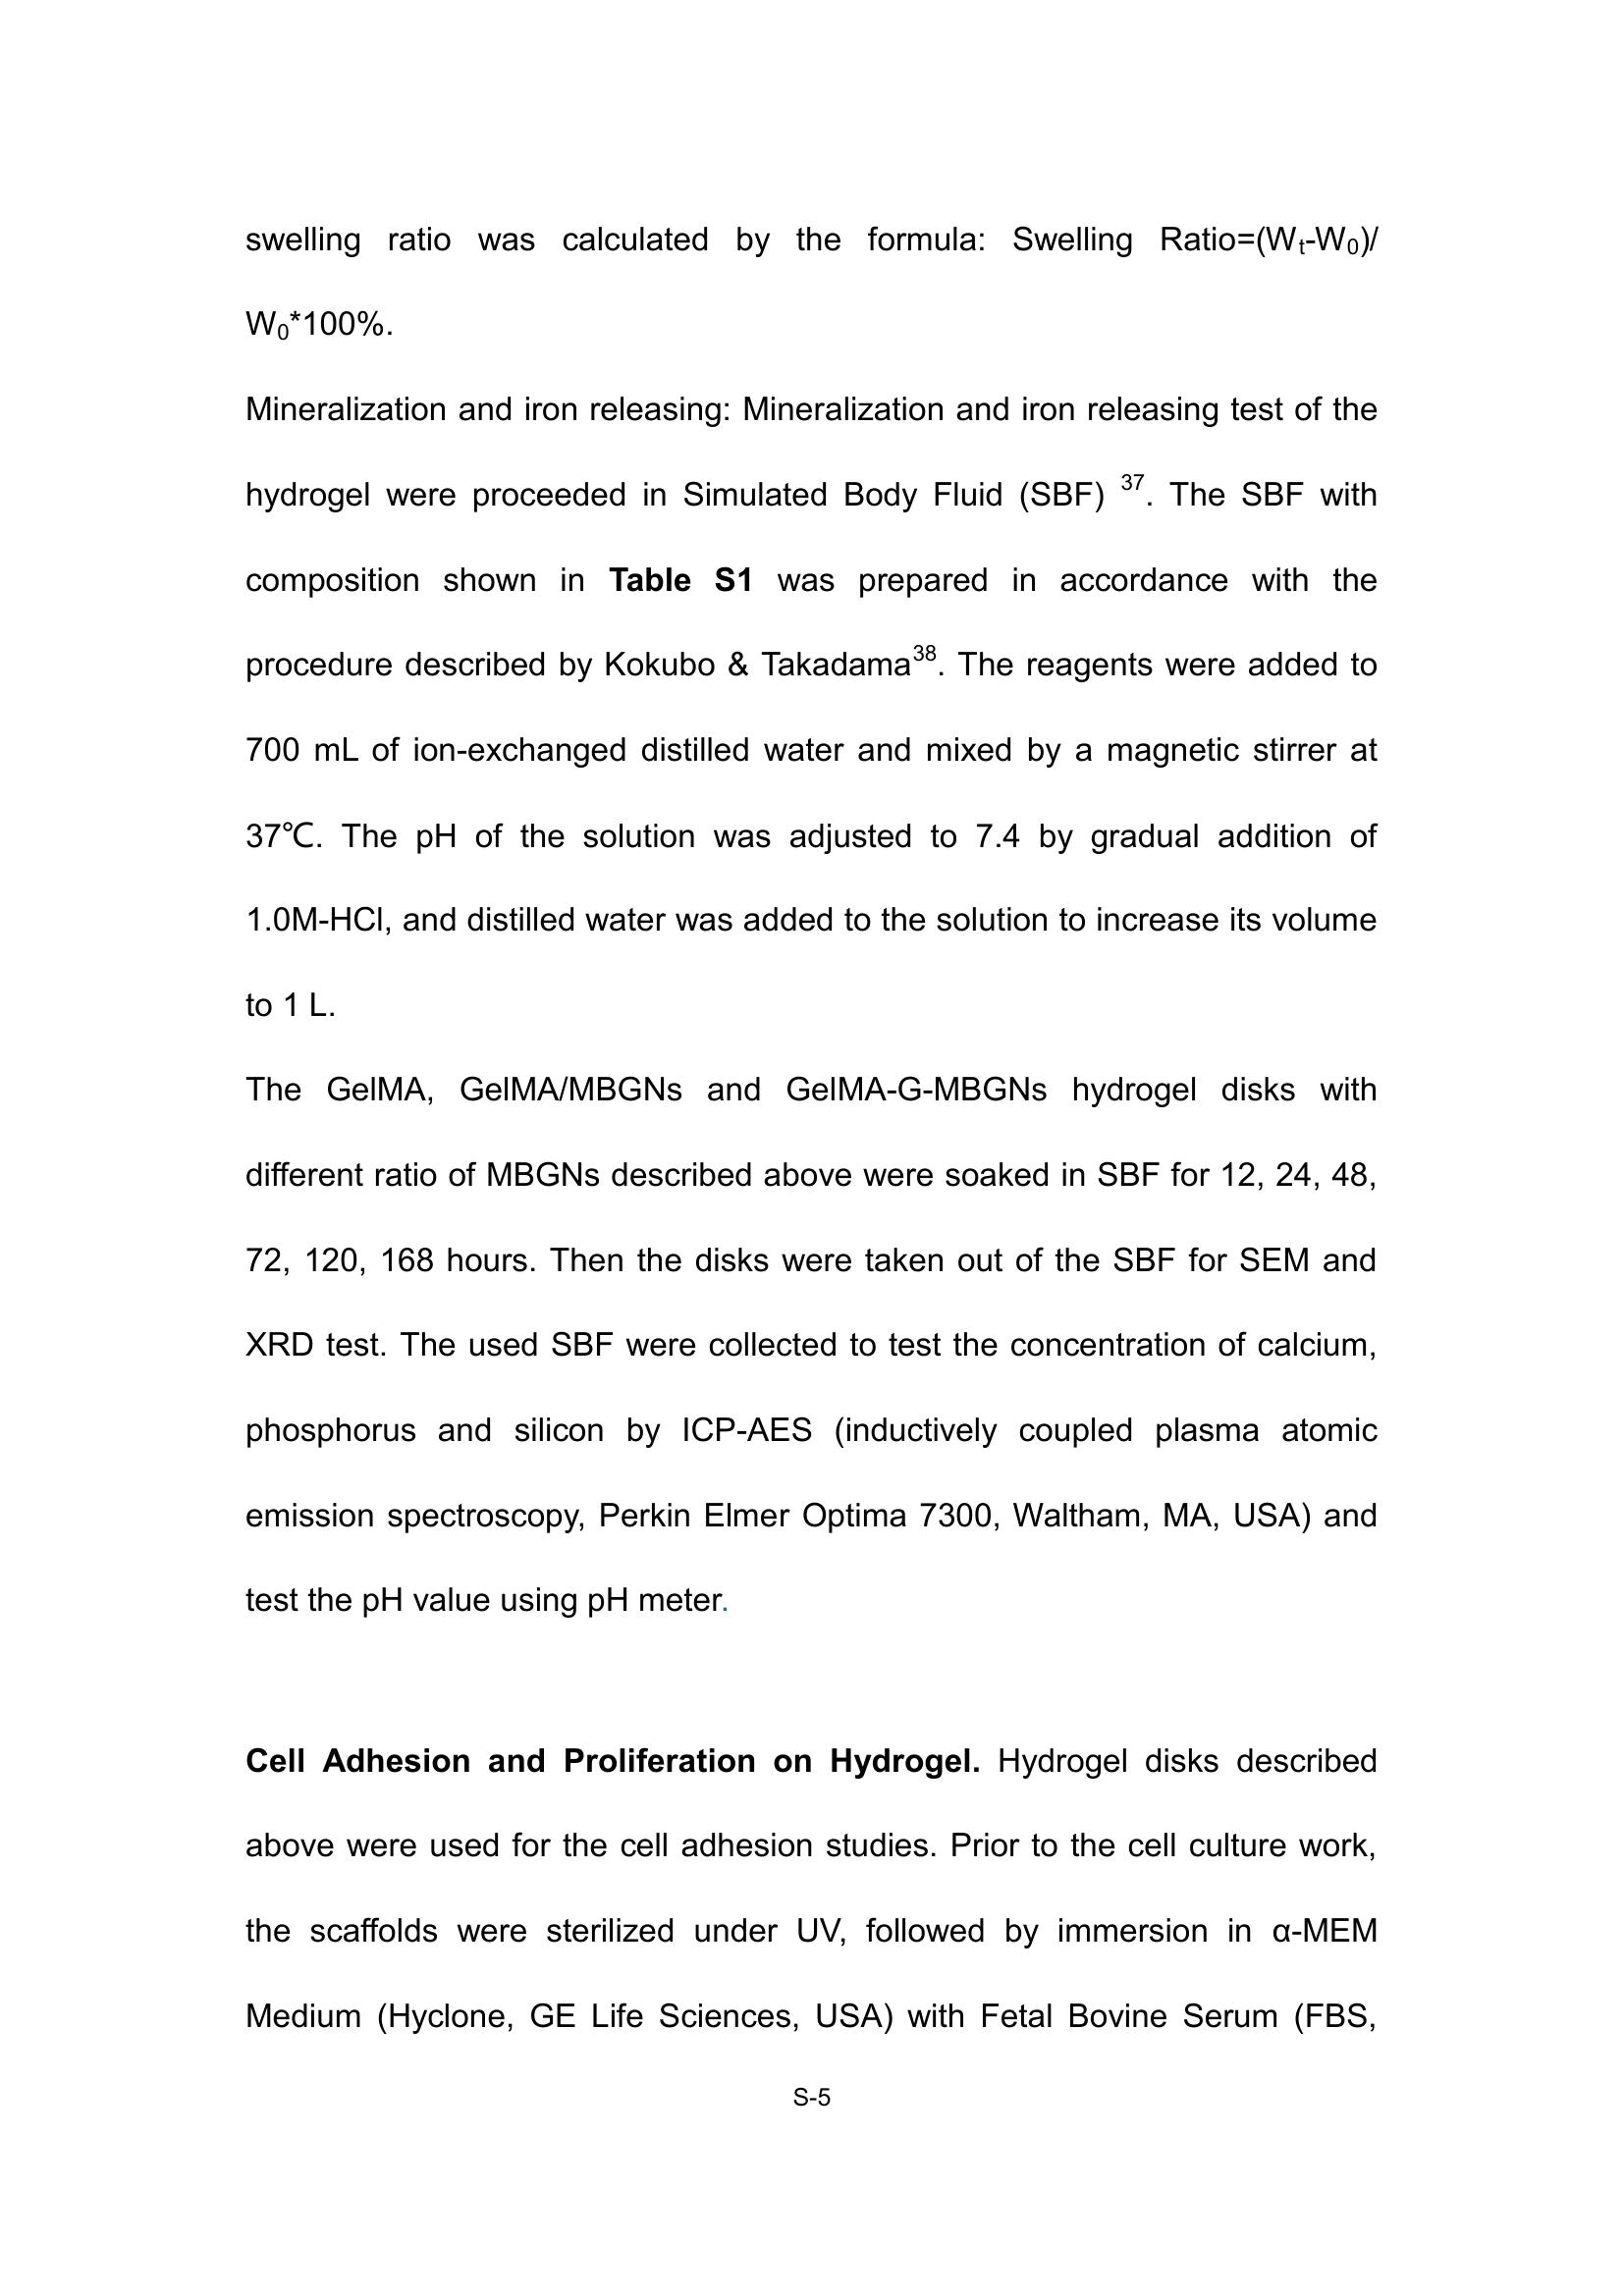 swelling ratio was calculated by the formula: Swelling Ratio=(Wt-W0)/
W0*100%.
Mineralization and iron releasing: Mineralization and iron releasing test of the
hydrogel were proceeded in Simulated Body Fluid (SBF) 37. The SBF with
composition shown in Table S1 was prepared in accordance with the
procedure described by Kokubo & Takadama38. The reagents were added to
700 mL of ion-exchanged distilled water and mixed by a magnetic stirrer at
37℃. The pH of the solution was adjusted to 7.4 by gradual addition of
1.0M-HCl, and distilled water was added to the solution to increase its volume
to 1 L.
The GelMA, GelMA/MBGNs and GelMA-G-MBGNs hydrogel disks with
different ratio of MBGNs described above were soaked in SBF for 12, 24, 48,
72, 120, 168 hours. Then the disks were taken out of the SBF for SEM and
XRD test. The used SBF were collected to test the concentration of calcium,
phosphorus and silicon by ICP-AES (inductively coupled plasma atomic
emission spectroscopy, Perkin Elmer Optima 7300, Waltham, MA, USA) and
test the pH value using pH meter.
Cell Adhesion and Proliferation on Hydrogel. Hydrogel disks described
above were used for the cell adhesion studies. Prior to the cell culture work,
the scaffolds were sterilized under UV, followed by immersion in α-MEM
Medium (Hyclone, GE Life Sciences, USA) with Fetal Bovine Serum (FBS,
S-5